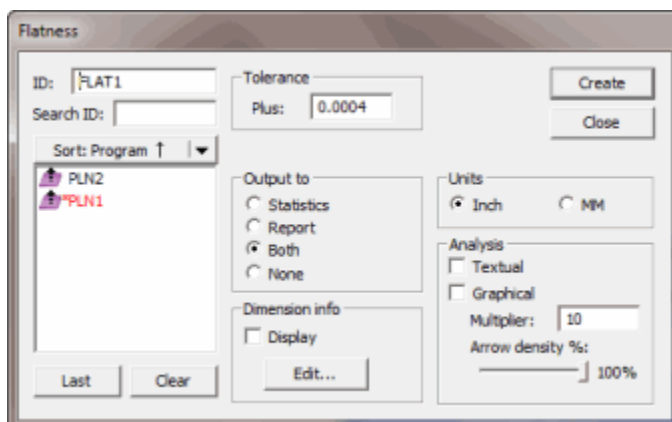 Flatness
ID: FLAT1
Search ID:
Sort: Program ↑
PLN2
*PLN1
Last
Clear
Tolerance
Plus: 0.0004
Output to
Statistics
Report
Both
None
Dimension info
Display
Edit...
Create
Close
Units
Inch
MM
Analysis
Textual
Graphical
Multiplier: 10
Arrow density %:
100%